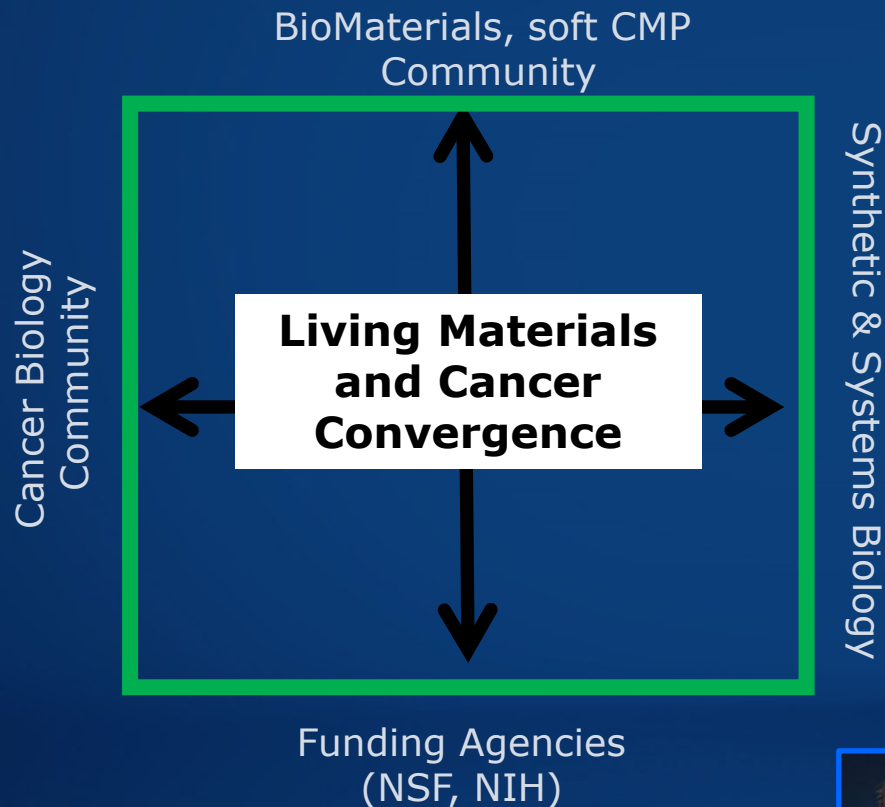 BioMaterials, soft CMP
Community
Cancer Biology
Community
Living Materials
and Cancer
Convergence
Synthetic & Systems Biology
Funding Agencies
(NSF, NIH)